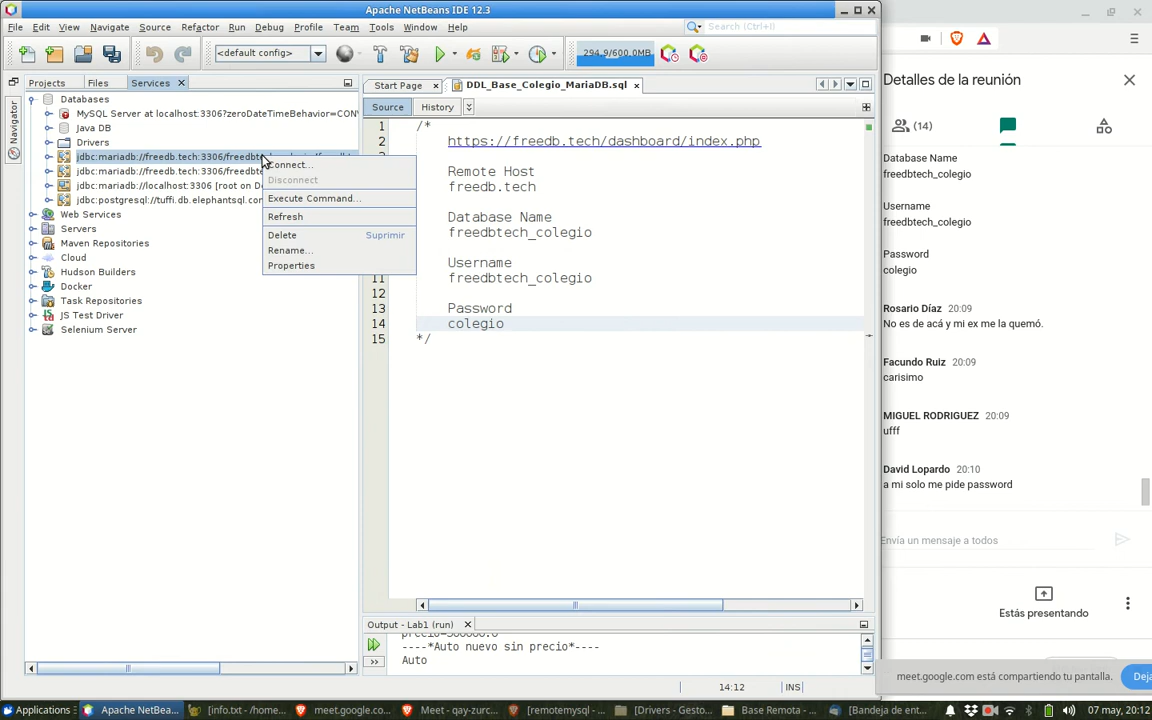 Apache NetBeans IDE 12.3
File Edit View Navigate Source Refactor Run Debug Profile Team Tools Window Help
Search (Ctrl+I)
<default config>
294,9/600,0MB
Projects Files Services
Navigator
Databases
MySQL Server at localhost:3306?zeroDateTimeBehavior=CON
Java DB
Drivers
jdbc:mariadb://freedb.tech:3306/freedbte
jdbc:mariadb://freedb.tech:3306/freedbte
jdbc:mariadb://localhost:3306 [root on De
jdbc:postgresql://tuffi.db.elephantsql.con
Web Services
Servers
Maven Repositories
Cloud
Hudson Builders
Docker
Task Repositories
JS Test Driver
Selenium Server
Connect...
Disconnect
Execute Command...
Refresh
Delete Suprimir
Rename...
Properties
Start Page DDL_Base_Colegio_MariaDB.sql
Source History
1 /*
2 https://freedb.tech/dashboard/index.php
Remote Host
freedb.tech
Database Name
freedbtech_colegio
Username
11 freedbtech_colegio
12
13 Password
14 colegio
15 */
Output - Lab1 (run)
----*Auto nuevo sin precio*----
Auto
14:12 INS
Detalles de la reunión
(14)
Database Name
freedbtech_colegio
Username
freedbtech_colegio
Password
colegio
Rosario Díaz 20:09
No es de acá y mi ex me la quemó.
Facundo Ruiz 20:09
carisimo
MIGUEL RODRIGUEZ 20:09
ufff
David Lopardo 20:10
a mi solo me pide password
Envía un mensaje a todos
Estás presentando
meet.google.com está compartiendo tu pantalla. Deja
Applications Apache NetBea... [info.txt - /home... meet.google.co... Meet - qay-zurc... [remotemysql - ... [Drivers - Gesto... Base Remota - ... [Bandeja de ent... 07 may, 20:12